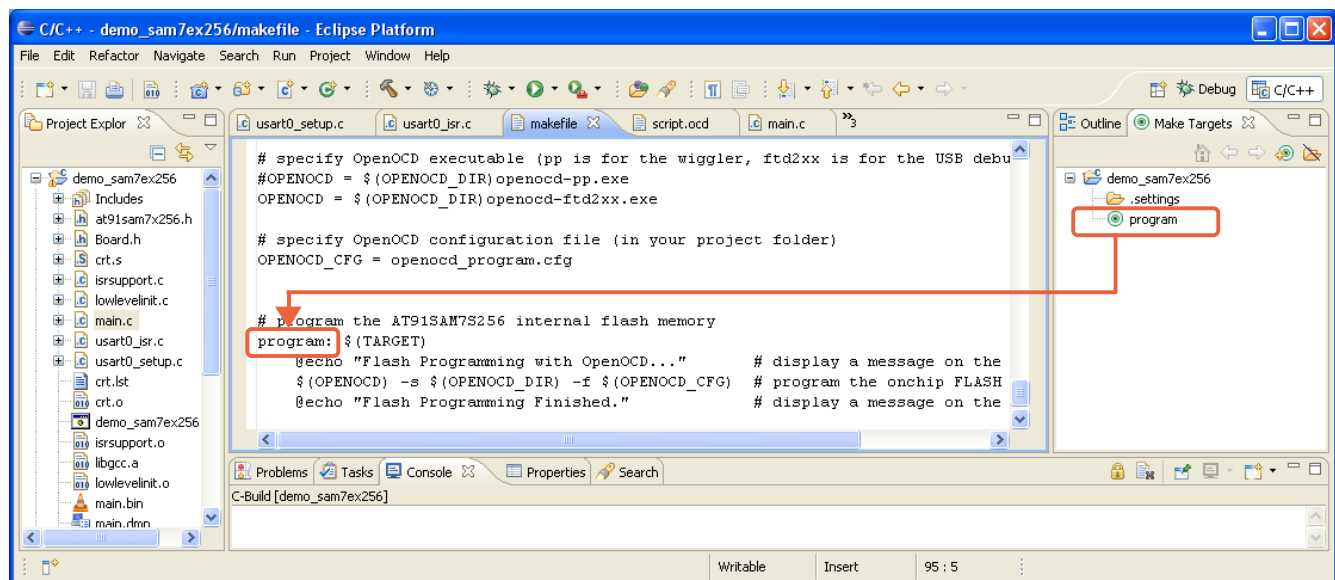 C/C++ - demo_sam7ex256/makefile - Eclipse Platform
File Edit Refactor Navigate Search Run Project Window Help
Debug C/C++
Project Explor
demo_sam7ex256
Includes
at91sam7x256.h
Board.h
crt.s
isrsupport.c
lowlevelinit.c
main.c
usart0_isr.c
usart0_setup.c
crt.lst
crt.o
demo_sam7ex256
isrsupport.o
libgcc.a
lowlevelinit.o
main.bin
main.dmp
usart0_setup.c usart0_isr.c makefile script.ocd main.c »3
# specify OpenOCD executable (pp is for the wiggler, ftd2xx is for the USB debu
#OPENOCD = $(OPENOCD_DIR)openocd-pp.exe
OPENOCD = $(OPENOCD_DIR)openocd-ftd2xx.exe
# specify OpenOCD configuration file (in your project folder)
OPENOCD_CFG = openocd_program.cfg
# program the AT91SAM7S256 internal flash memory
program: $(TARGET)
@echo "Flash Programming with OpenOCD..." # display a message on the
$(OPENOCD) -s $(OPENOCD_DIR) -f $(OPENOCD_CFG) # program the onchip FLASH
@echo "Flash Programming Finished." # display a message on the
Outline Make Targets
demo_sam7ex256
.settings
program
Problems Tasks Console Properties Search
C-Build [demo_sam7ex256]
Writable Insert 95 : 5